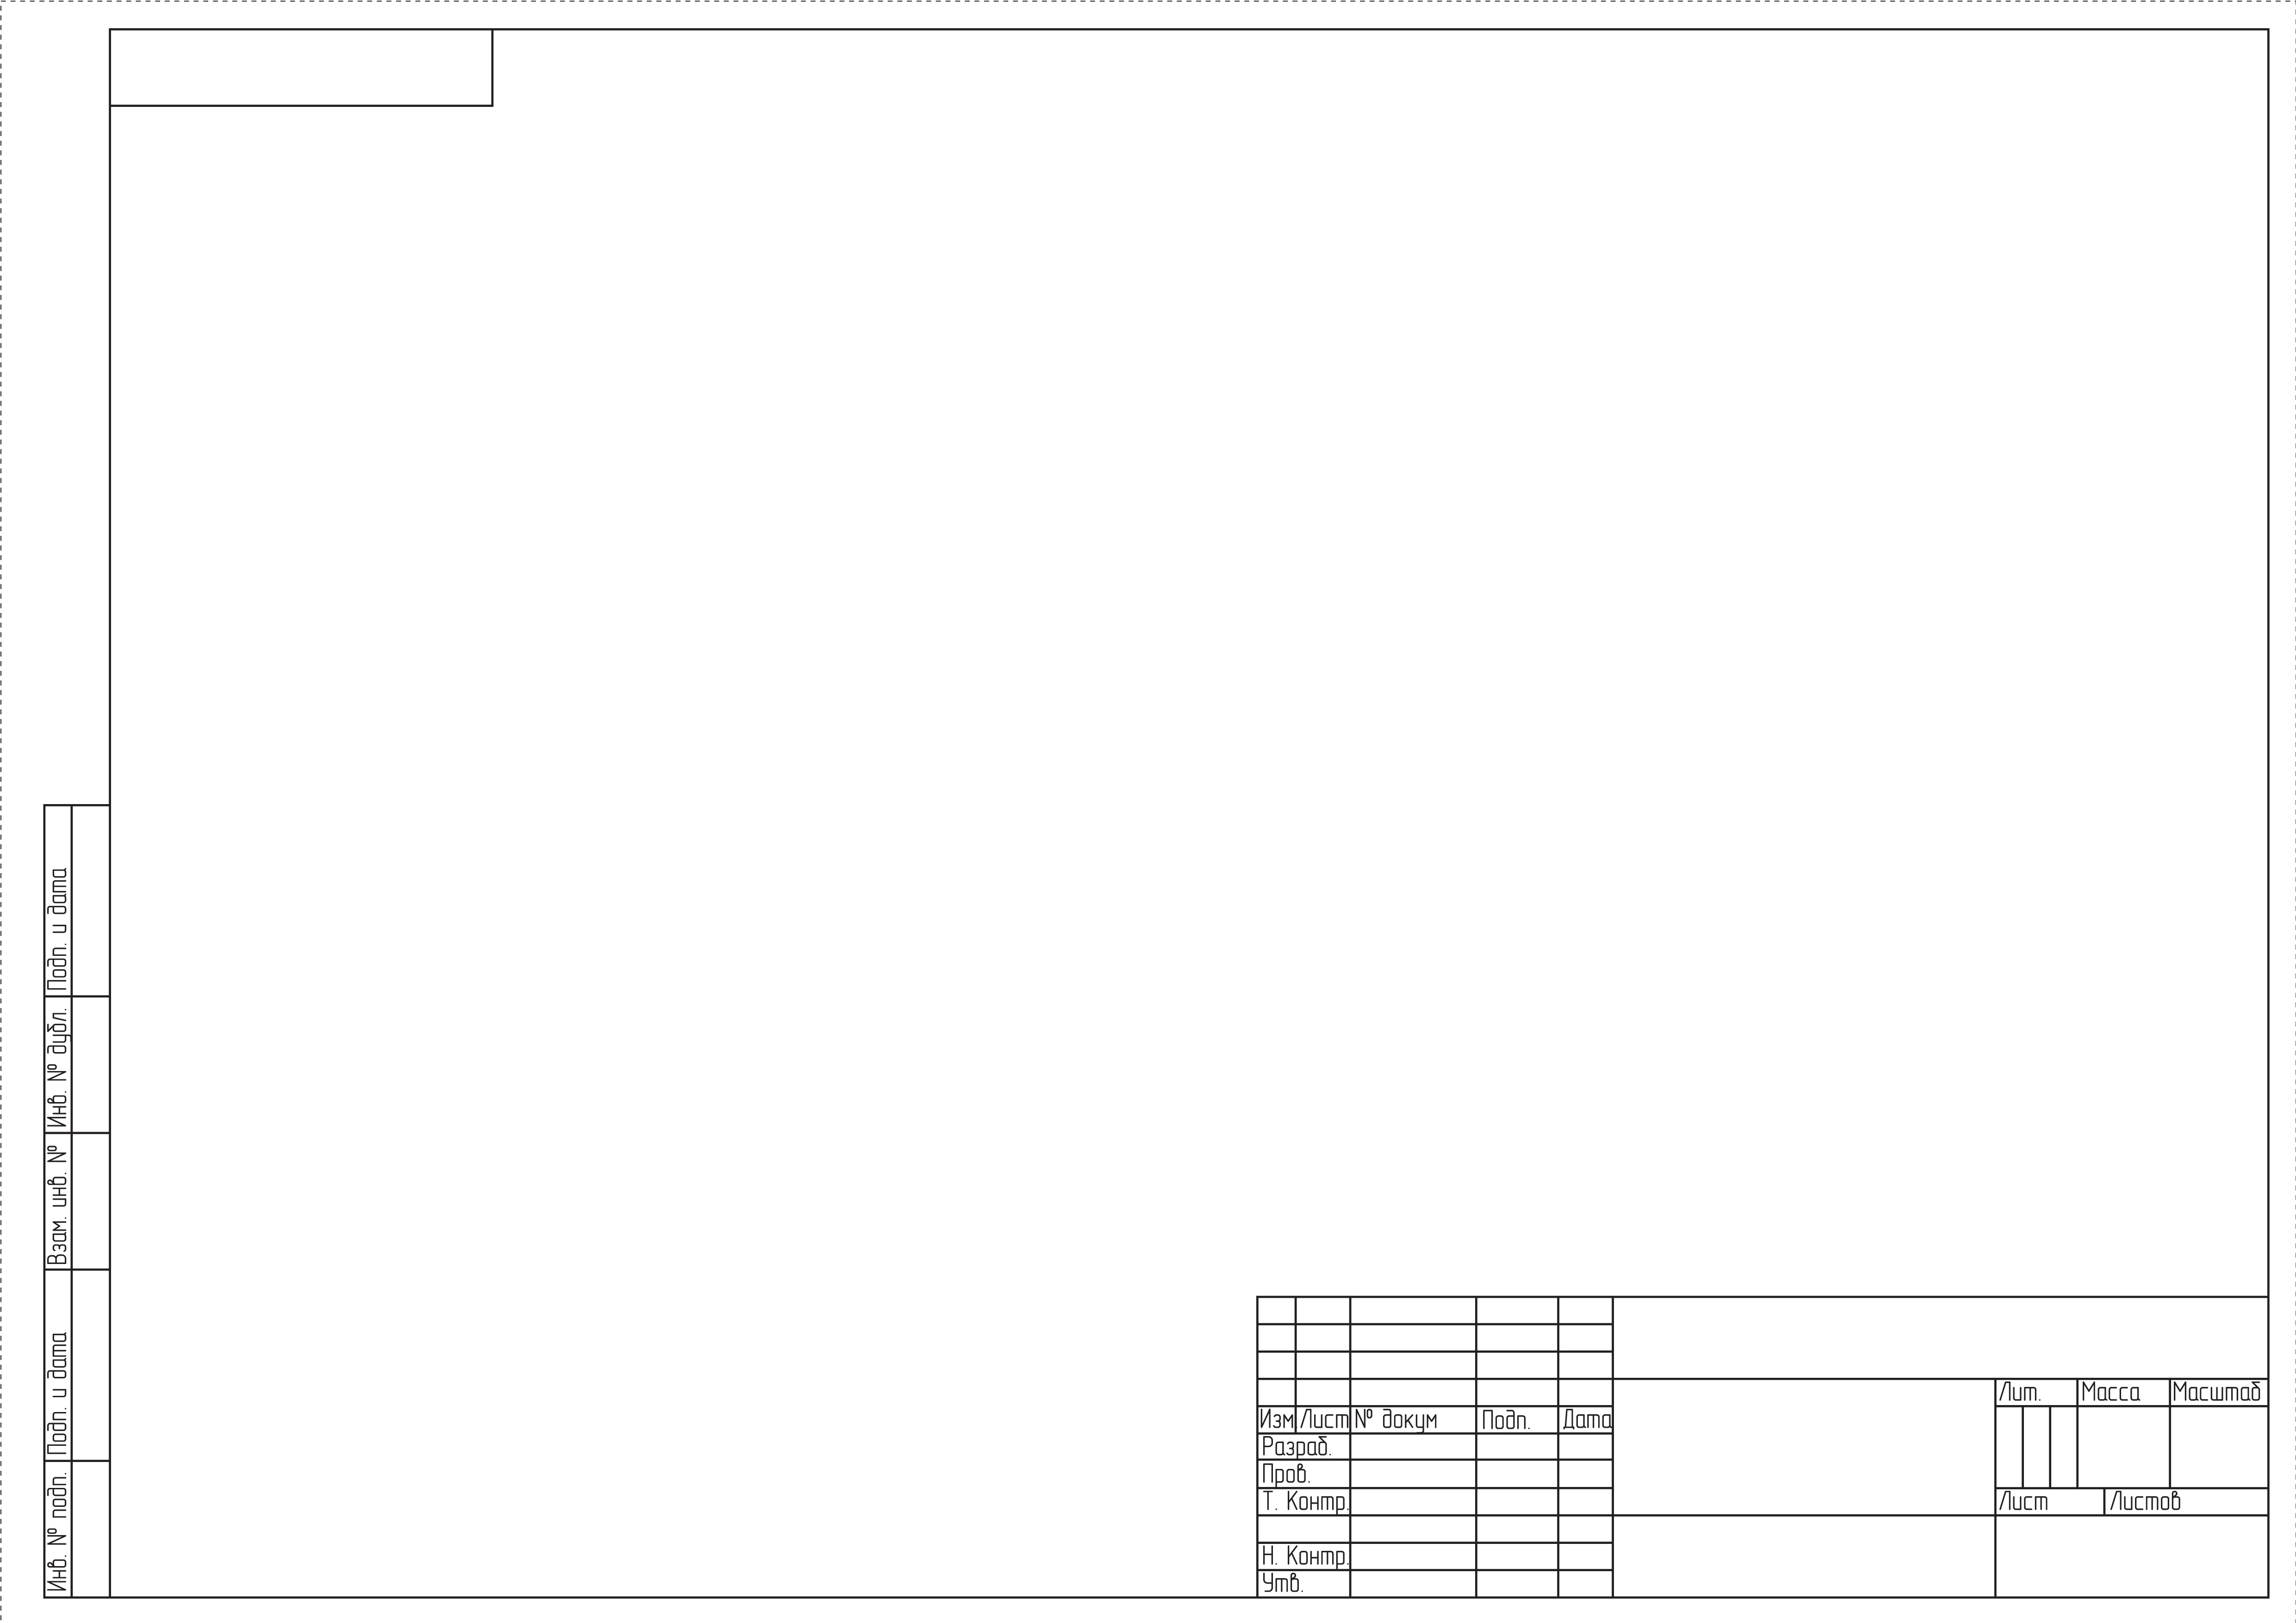 Подп. и дата
Инв. № дубл.
Взам. инв. №
Подп. и дата
Инв. № подп.
Лит. Масса Масштаб
Изм Лист № докум Подп. Дата
Разраб.
Пров.
Т. Контр.
Лист Листов
Н. Контр.
Утв.